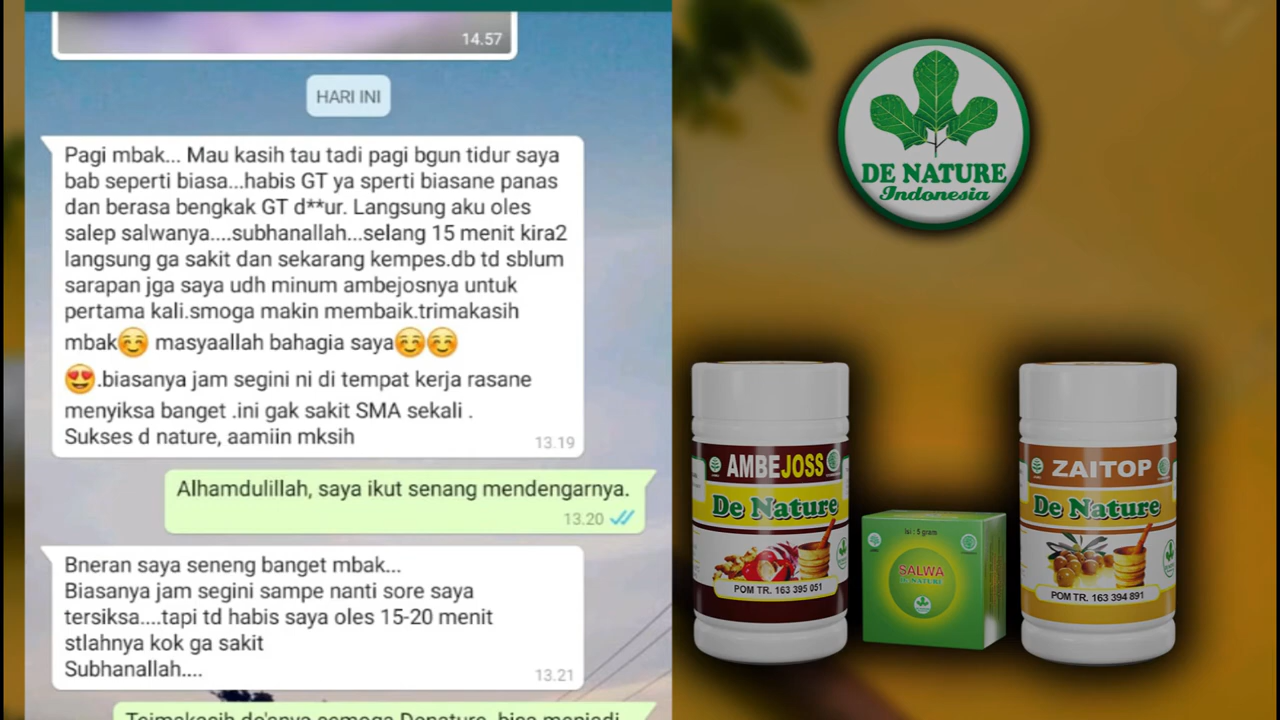 14.57
HARI INI
Pagi mbak... Mau kasih tau tadi pagi bgun tidur saya
bab seperti biasa...habis GT ya sperti biasane panas
dan berasa bengkak GT d**ur. Langsung aku oles
salep salwanya....subhanallah...selang 15 menit kira2
langsung ga sakit dan sekarang kempes.db td sblum
sarapan jga saya udh minum ambejosnya untuk
pertama kali.smoga makin membaik.trimakasih
mbak☺️ masyaallah bahagia saya☺️☺️
😍.biasanya jam segini ni di tempat kerja rasane
menyiksa banget .ini gak sakit SMA sekali .
Sukses d nature, aamiin mksih
13.19
Alhamdulillah, saya ikut senang mendengarnya.
13.20
Bneran saya seneng banget mbak...
Biasanya jam segini sampe nanti sore saya
tersiksa....tapi td habis saya oles 15-20 menit
stlahnya kok ga sakit
Subhanallah....
13.21
DE NATURE
Indonesia
AMBEJOSS
De Nature
POM TR. 163 395 051
Isi : 5 gram
SALWA
DE NATURE
ZAITOP
De Nature
POM TR. 163 394 891